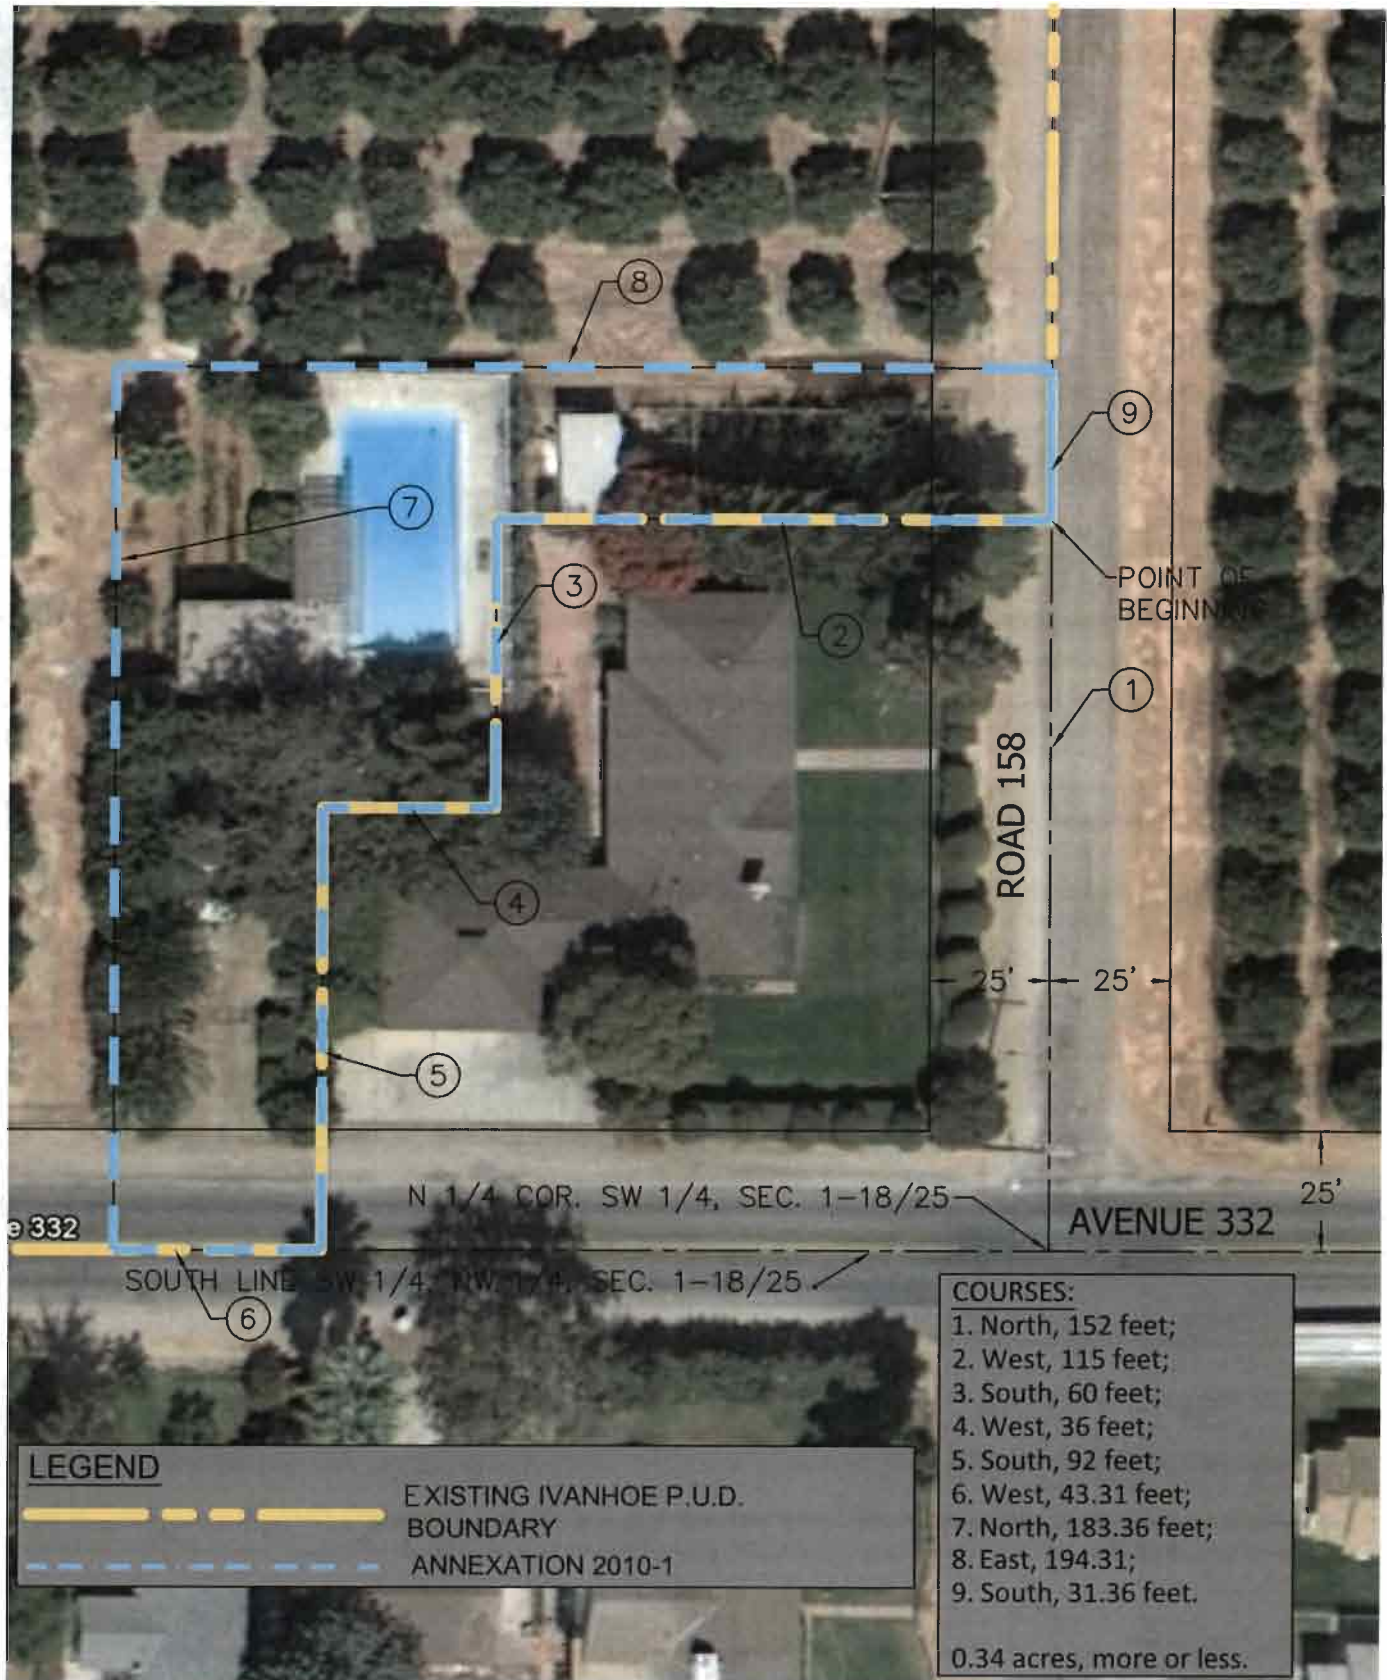 8
9
7
3
2
POINT OF
1
ROAD 158
4
25' 25'
5
N 1/4 COR. SW 1/4, SEC. 1-18/25
25'
AVENUE 332
e 332
SOUTH LINE SW 1/4, NW 1/4, SEC. 1-18/25
6
COURSES:
1. North, 152 feet;
2. West, 115 feet;
3. South, 60 feet;
4. West, 36 feet;
5. South, 92 feet;
6. West, 43.31 feet;
7. North, 183.36 feet;
8. East, 194.31;
9. South, 31.36 feet.
0.34 acres, more or less.
LEGEND
EXISTING IVANHOE P.U.D.
BOUNDARY
ANNEXATION 2010-1